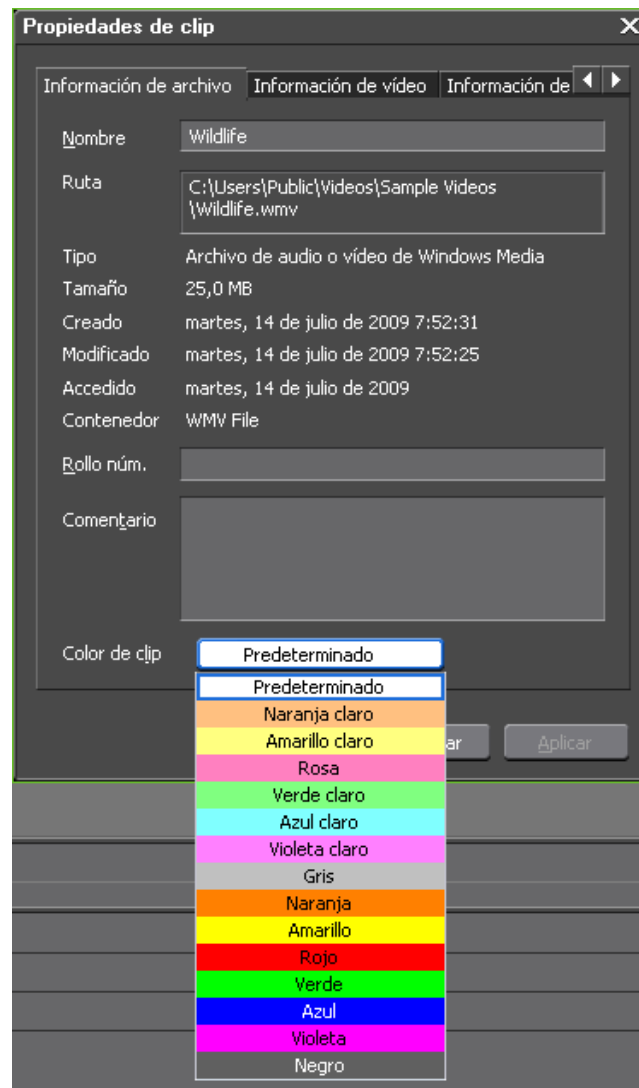 Propiedades de clip
Información de archivo Información de vídeo Información de
Nombre Wildlife
Ruta C:\Users\Public\Videos\Sample Videos
\Wildlife.wmv
Tipo Archivo de audio o vídeo de Windows Media
Tamaño 25,0 MB
Creado martes, 14 de julio de 2009 7:52:31
Modificado martes, 14 de julio de 2009 7:52:25
Accedido martes, 14 de julio de 2009
Contenedor WMV File
Rollo núm.
Comentario
Color de clip Predeterminado
Predeterminado
Naranja claro
Amarillo claro
ar Aplicar
Rosa
Verde claro
Azul claro
Violeta claro
Gris
Naranja
Amarillo
Rojo
Verde
Azul
Violeta
Negro